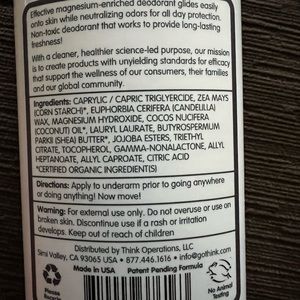 Effective magnesium-enriched deodorant glides easily
onto skin while neutralizing odors for all day protection.
Non-toxic deodorant that works to provide long-lasting
freshness!
With a cleaner, healthier science-led purpose, our mission
is to create products with unyielding standards for efficacy
that support the wellness of our consumers, their families
and our global community.
Ingredients: CAPRYLIC / CAPRIC TRIGLYCERIDE, ZEA MAYS
(CORN STARCH)*, EUPHORBIA CERIFERA (CANDELILLA)
WAX, MAGNESIUM HYDROXIDE, COCOS NUCIFERA
(COCONUT) OIL*, LAURYL LAURATE, BUTYROSPERMUM
PARKII (SHEA) BUTTER*, JOJOBA ESTERS, TRIETHYL
CITRATE, TOCOPHEROL, GAMMA-NONALACTONE, ALLYL
HEPTANOATE, ALLYL CAPROATE, CITRIC ACID
*CERTIFIED ORGANIC INGREDIENT(S)
Directions: Apply to underarm prior to going anywhere
or doing anything! Now move!
Warning: For external use only. Do not overuse or use on
broken skin. Discontinue use if a rash or irritation
develops. Keep out of reach of children
Distributed by Think Operations, LLC
Simi Valley, CA 93065 USA • 877.446.1616 • info@gothink.com
Made in USA Patent Pending Formula
Please
No Animal
Testing